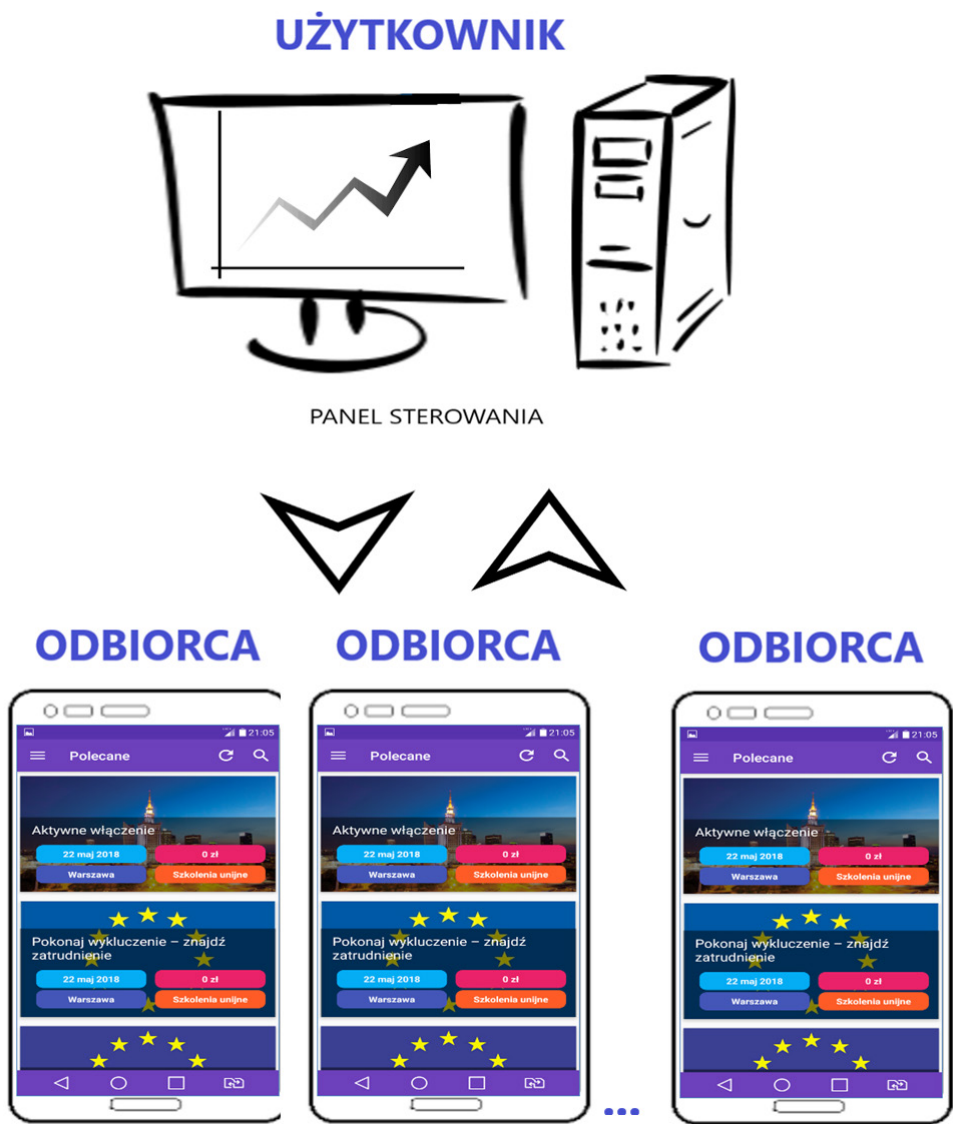 UŻYTKOWNIK
PANEL STEROWANIA
ODBIORCA
ODBIORCA
ODBIORCA
21:05
Polecane
Aktywne włączenie
22 maj 2018
0 zł
Warszawa
Szkolenia unijne
Pokonaj wykluczenie – znajdź
zatrudnienie
22 maj 2018
0 zł
Warszawa
Szkolenia unijne
21:05
Polecane
Aktywne włączenie
22 maj 2018
0 zł
Warszawa
Szkolenia unijne
Pokonaj wykluczenie – znajdź
zatrudnienie
22 maj 2018
0 zł
Warszawa
Szkolenia unijne
...
21:05
Polecane
Aktywne włączenie
22 maj 2018
0 zł
Warszawa
Szkolenia unijne
Pokonaj wykluczenie – znajdź
zatrudnienie
22 maj 2018
0 zł
Warszawa
Szkolenia unijne